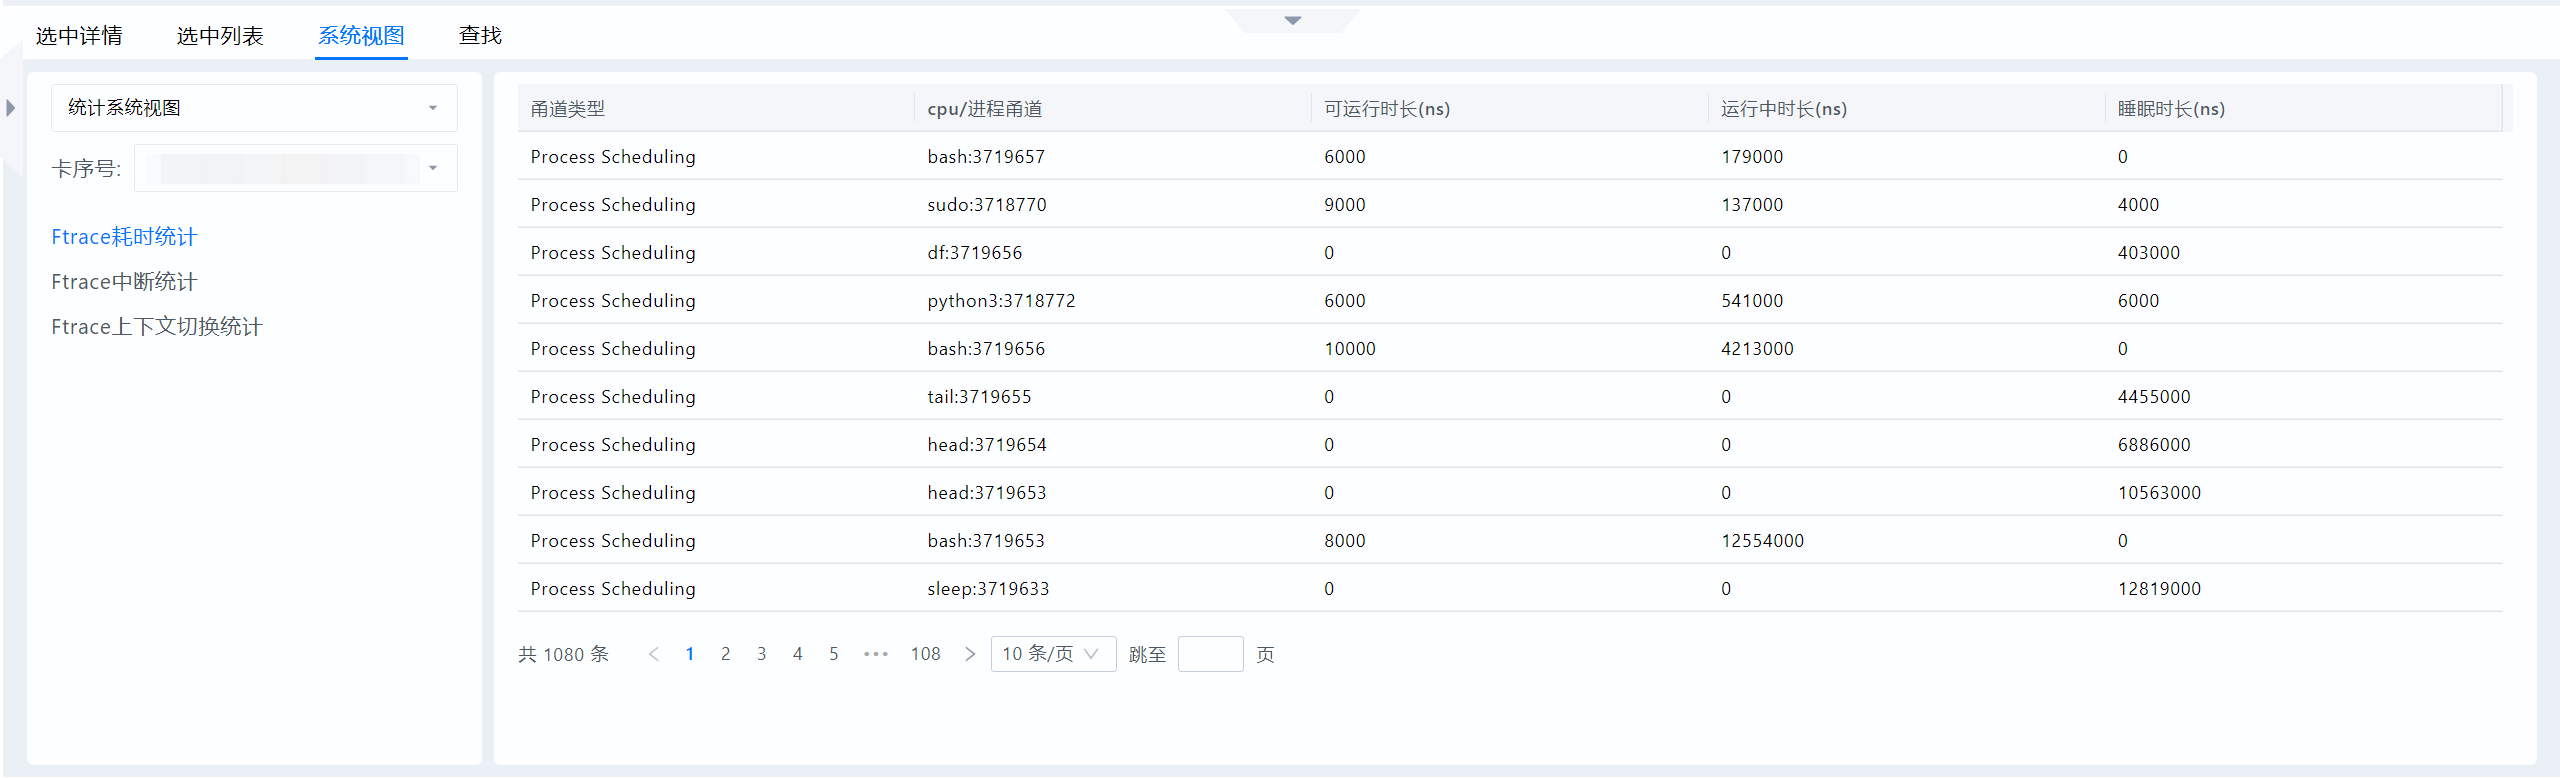 选中详情 选中列表 系统视图 查找
统计系统视图
卡序号:
Ftrace耗时统计
Ftrace中断统计
Ftrace上下文切换统计
甬道类型 cpu/进程甬道 可运行时长(ns) 运行中时长(ns) 睡眠时长(ns)
Process Scheduling bash:3719657 6000 179000 0
Process Scheduling sudo:3718770 9000 137000 4000
Process Scheduling df:3719656 0 0 403000
Process Scheduling python3:3718772 6000 541000 6000
Process Scheduling bash:3719656 10000 4213000 0
Process Scheduling tail:3719655 0 0 4455000
Process Scheduling head:3719654 0 0 6886000
Process Scheduling head:3719653 0 0 10563000
Process Scheduling bash:3719653 8000 12554000 0
Process Scheduling sleep:3719633 0 0 12819000
共 1080 条 1 2 3 4 5 ••• 108 10 条/页 跳至 页